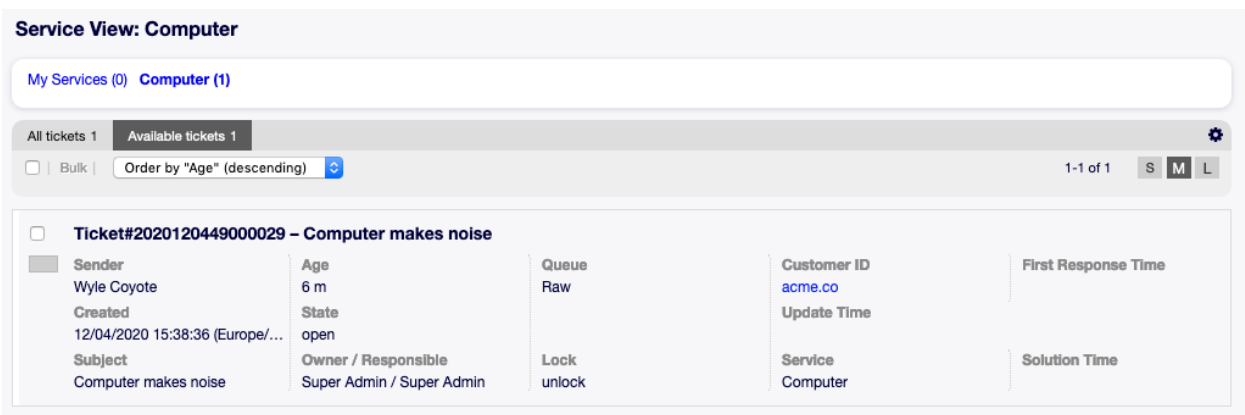 Service View: Computer
My Services (0) Computer (1)
All tickets 1 Available tickets 1
| Bulk | Order by "Age" (descending) 1-1 of 1 S M L
Ticket#2020120449000029 – Computer makes noise
Sender Age Queue Customer ID First Response Time
Wyle Coyote 6 m Raw acme.co
Created State Update Time
12/04/2020 15:38:36 (Europe/... open
Subject Owner / Responsible Lock Service Solution Time
Computer makes noise Super Admin / Super Admin unlock Computer